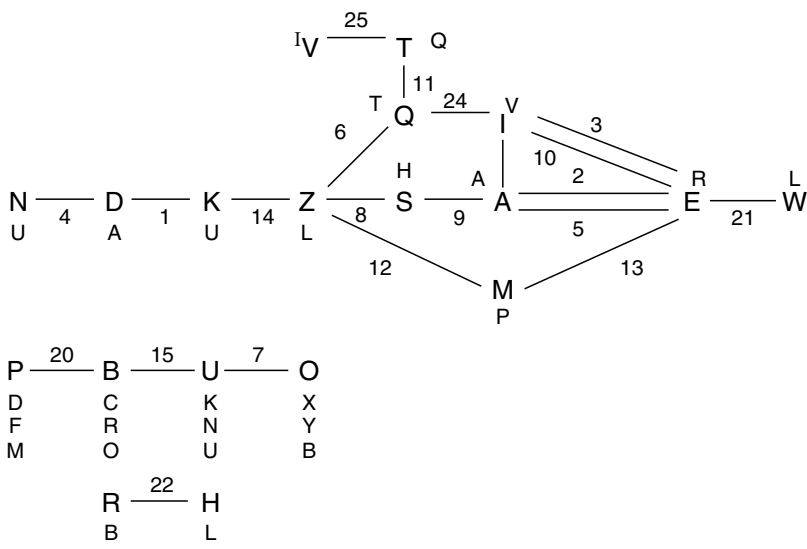 25
I V T Q
11
T Q 24 I V
6 3
H 10
A 2 R L
N 4 D 1 K 14 Z 8 S 9 A E 21 W
U A U L 5
12 13
M
P
P 20 B 15 U 7 O
D C K X
F R N Y
M O U B
R 22 H
B L